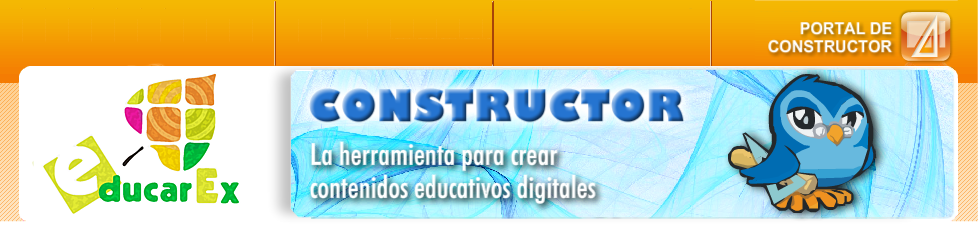 PORTAL DE
CONSTRUCTOR
educarEx
CONSTRUCTOR
La herramienta para crear
contenidos educativos digitales